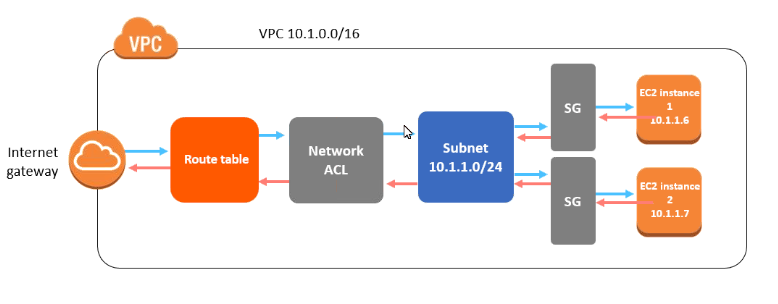 VPC 10.1.0.0/16
VPC
Internet
gateway
Route table
Network
ACL
Subnet
10.1.1.0/24
SG
EC2 instance
1
10.1.1.6
SG
EC2 instance
2
10.1.1.7